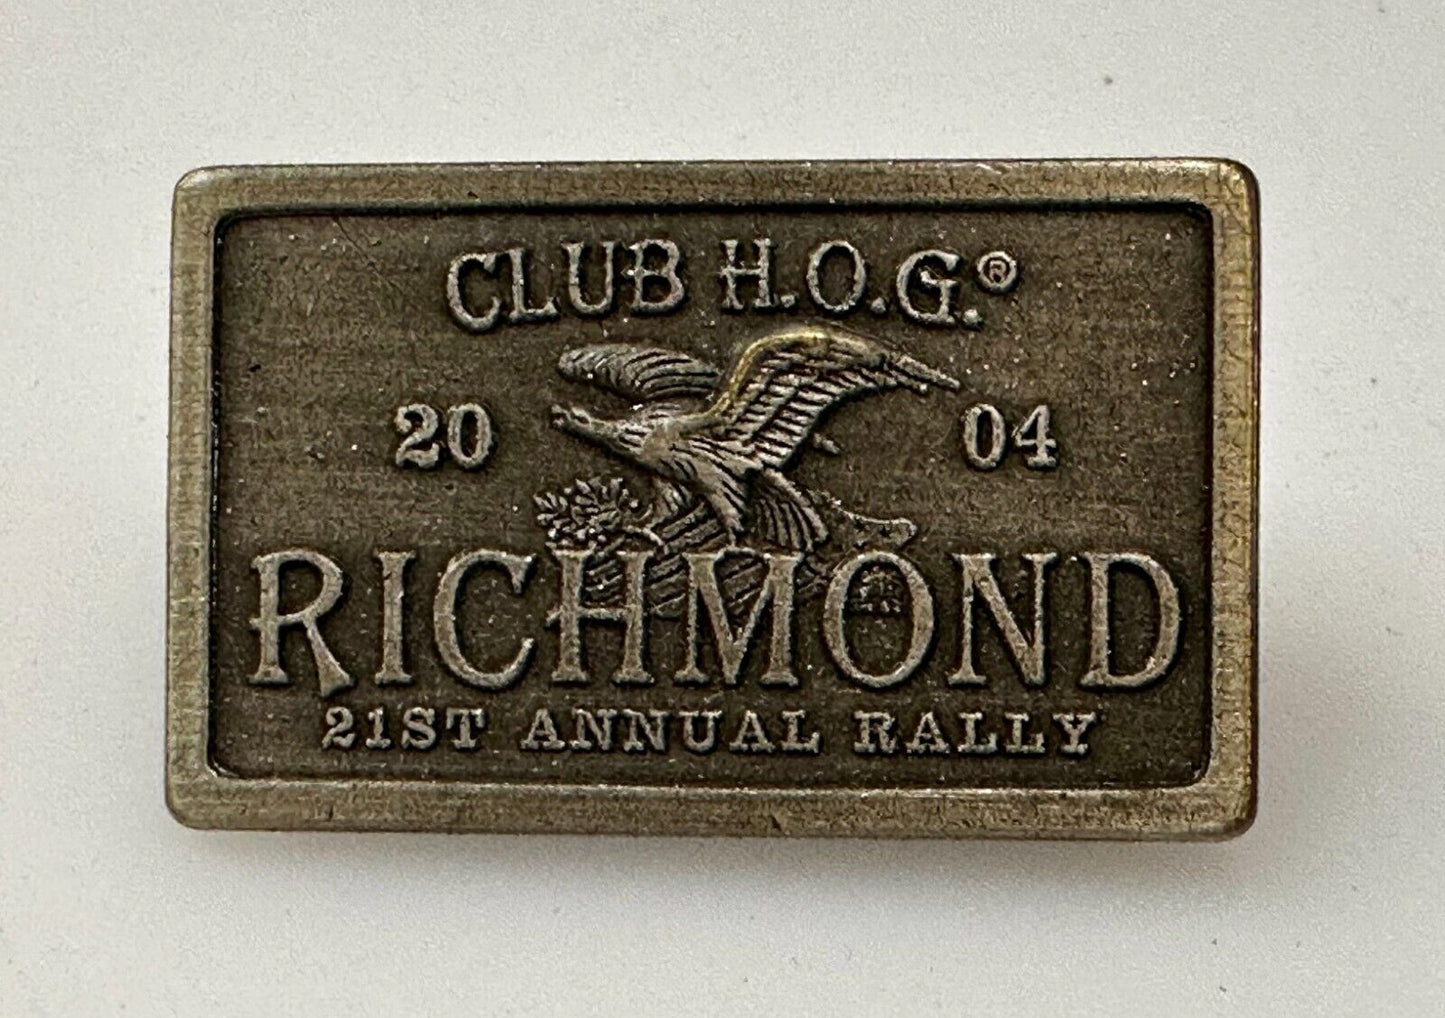 CLUB H.O.G.®
20 04
RICHMOND
21ST ANNUAL RALLY